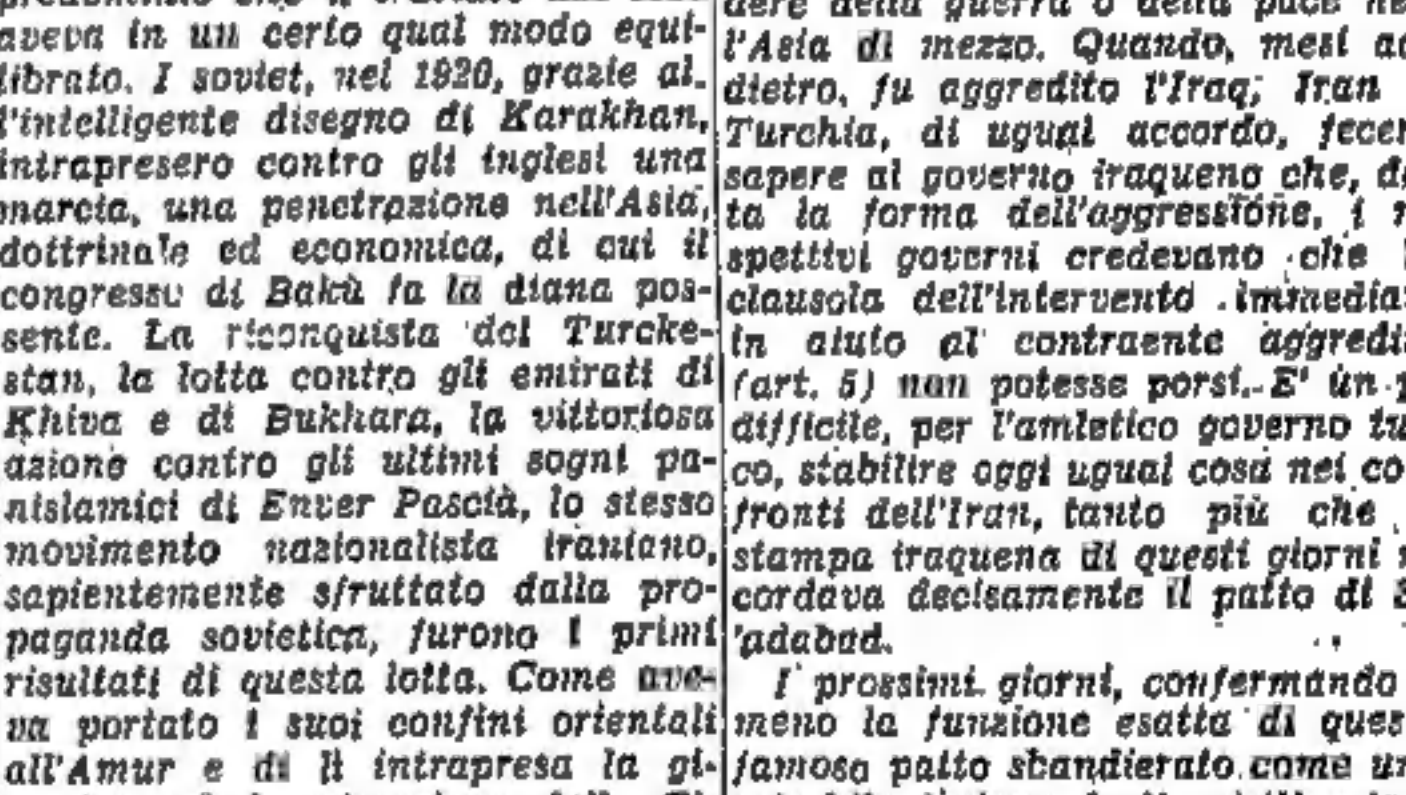 aveva in un certo qual modo equi-
librato. I soviet, nel 1920, grazie al-
l'intelligente disegno di Karakhan,
intrapresero contro gli inglesi una
marcia, una penetrazione nell'Asia,
dottrinale ed economica, di cui il
congresso di Bakù fa la diana pos-
sente. La riconquista del Turcke-
stan, la lotta contro gli emirati di
Khiva e di Bukhara, la vittoriosa
azione contro gli ultimi sogni pa-
nislamici di Enver Pascià, lo stesso
movimento nazionalista iraniano,
sapientemente sfruttato dalla pro-
paganda sovietica, furono i primi
risultati di questa lotta. Come ave-
va portato i suoi confini orientali
all'Amur e di lì intrapresa la gi-
dere della guerra o della pace
l'Asia di mezzo. Quando, mesi
dietro, fu aggredito l'Iraq; Iran
Turchia, di ugual accordo,
sapere al governo iraqueno che,
ta la forma dell'aggressione, i
spettivi governi credevano che
clausola dell'intervento
in aiuto al contraente
(art. 5) non potesse porsi. E' un
difficile, per l'amletico governo
co, stabilire oggi ugual cosa nei
fronti dell'Iran, tanto più che
stampa iraquena di questi giorni
cordava decisamente il patto di
'adabad.
I prossimi giorni, confermando
meno la funzione esatta di
famoso patto sbandierato come